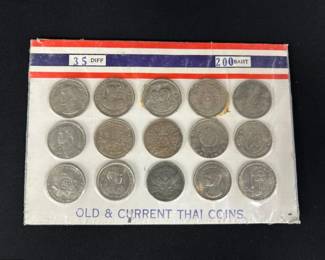 35 DIFF 200 BAHT
OLD & CURRENT THAI COINS